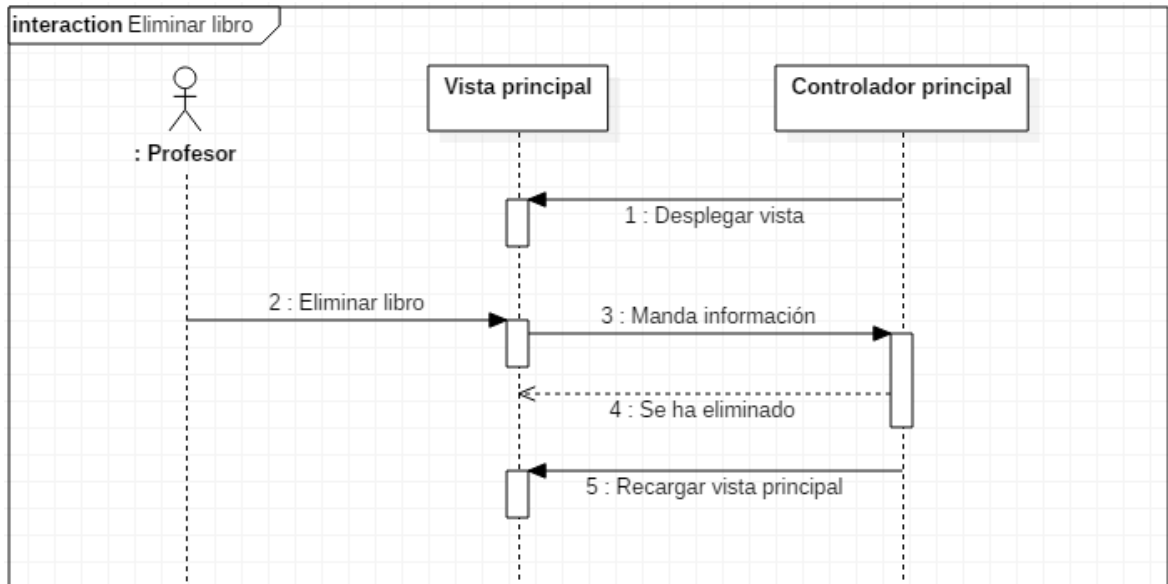 interaction Eliminar libro
Vista principal
Controlador principal
: Profesor
1 : Desplegar vista
2 : Eliminar libro
3 : Manda información
4 : Se ha eliminado
5 : Recargar vista principal